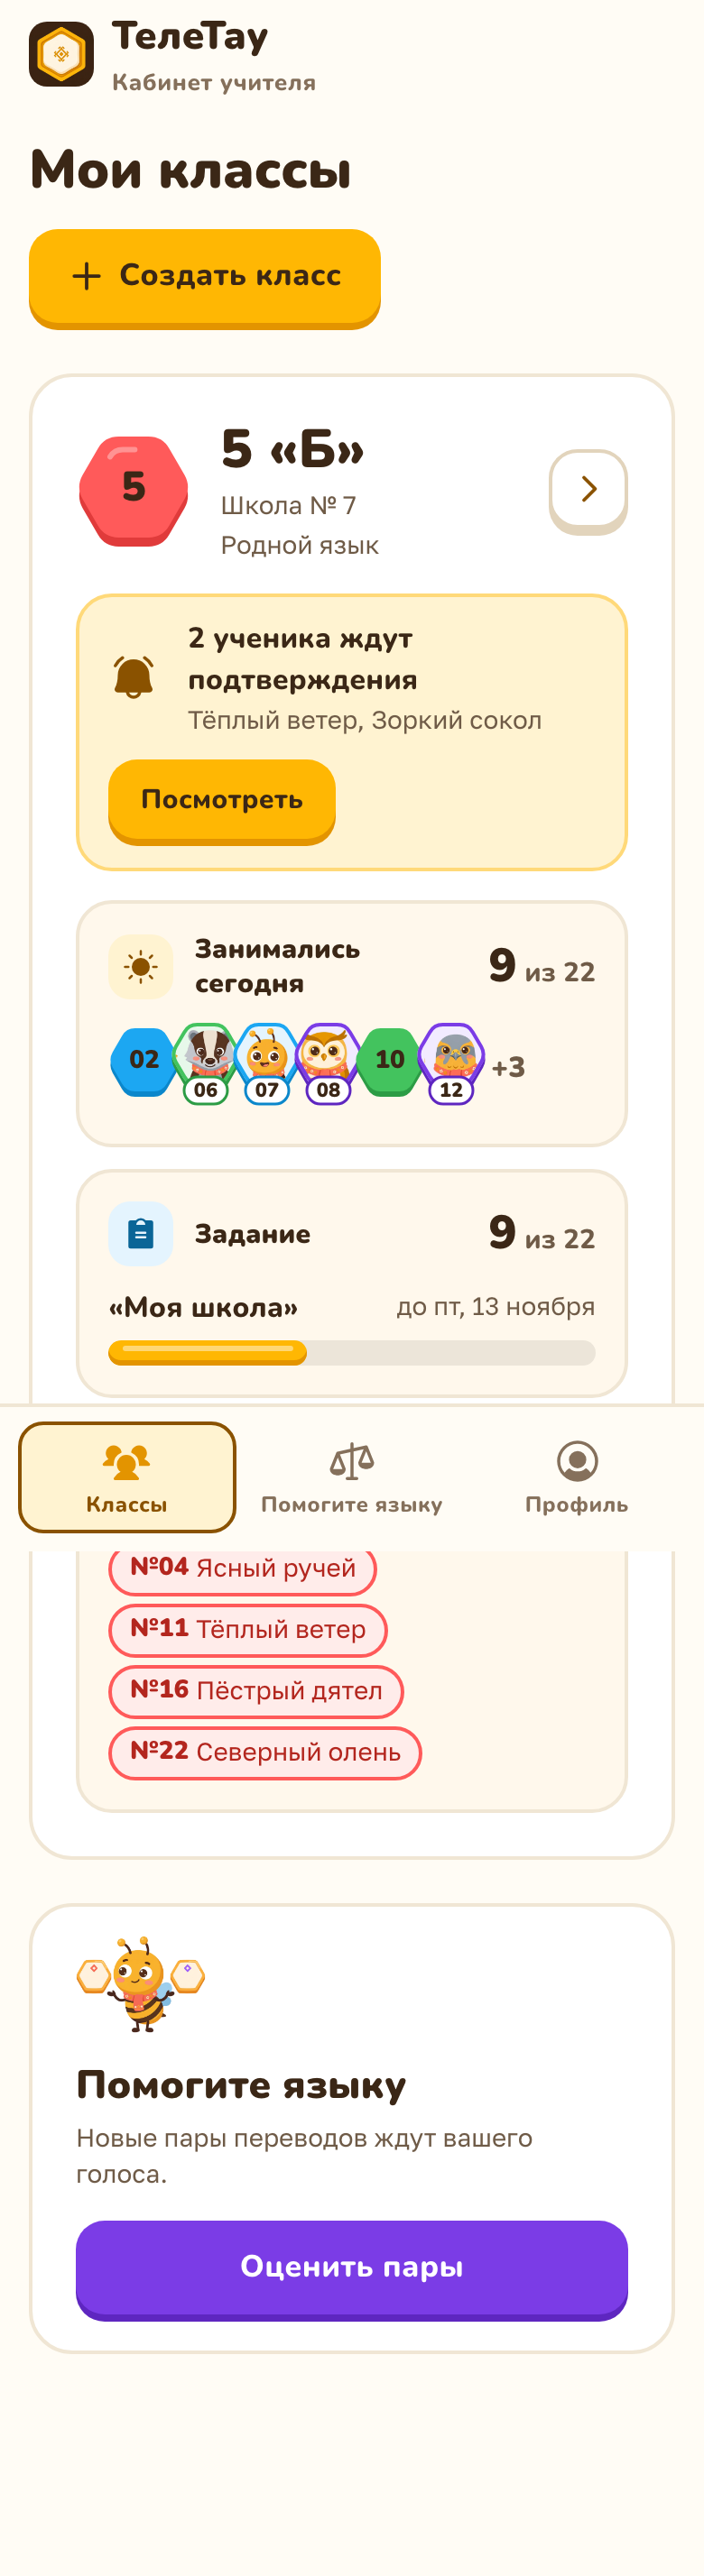 ТелеТау
Кабинет учителя
Мои классы
Создать класс
5
5 «Б»
Школа № 7
Родной язык
2 ученика ждут
подтверждения
Тёплый ветер, Зоркий сокол
Посмотреть
Занимались
сегодня
9 из 22
02
06
07
08
10
12
+3
Задание
9 из 22
«Моя школа»
до пт, 13 ноября
Классы
Помогите языку
Профиль
№04 Ясный ручей
№11 Тёплый ветер
№16 Пёстрый дятел
№22 Северный олень
Помогите языку
Новые пары переводов ждут вашего
голоса.
Оценить пары